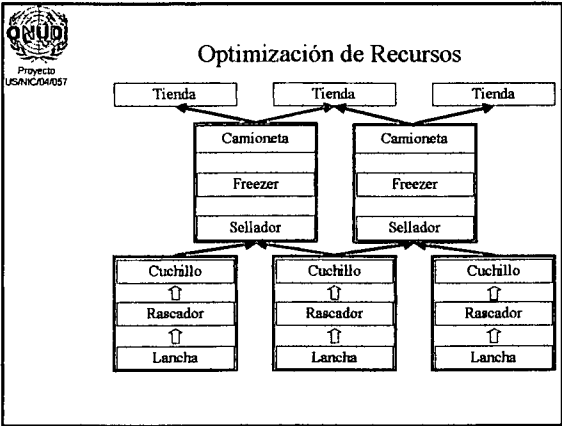 ONUDI
Proyecto
US/NIC/04/057
Optimización de Recursos
Tienda Tienda Tienda
Camioneta Camioneta
Freezer Freezer
Sellador Sellador
Cuchillo Cuchillo Cuchillo
Rascador Rascador Rascador
Lancha Lancha Lancha